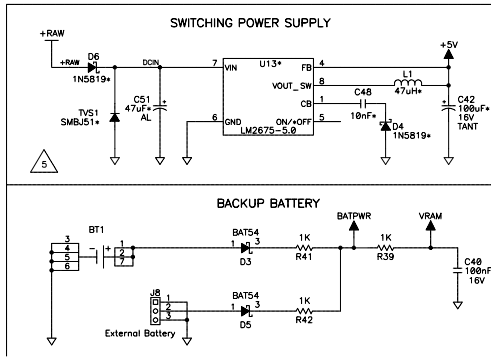 SWITCHING POWER SUPPLY
+RAW
+5V
D6
+RAW
DCIN
7
VIN
U13*
FB
4
1N5819*
VOUT_SW
8
L1
47uH*
TVS1
SMBJ51*
C51
47uF*
AL
CB
1
C48
10nF*
C42
100uF*
16V
TANT
6
GND
ON/*OFF
5
D4
1N5819*
LM2675-5.0
5
BACKUP BATTERY
BATPWR
VRAM
BT1
3
4
5
6
-
+
1
2
7
BAT54
1
3
D3
1K
R41
1K
R39
C40
100nF
16V
J8
1
2
3
External Battery
BAT54
1
3
D5
1K
R42